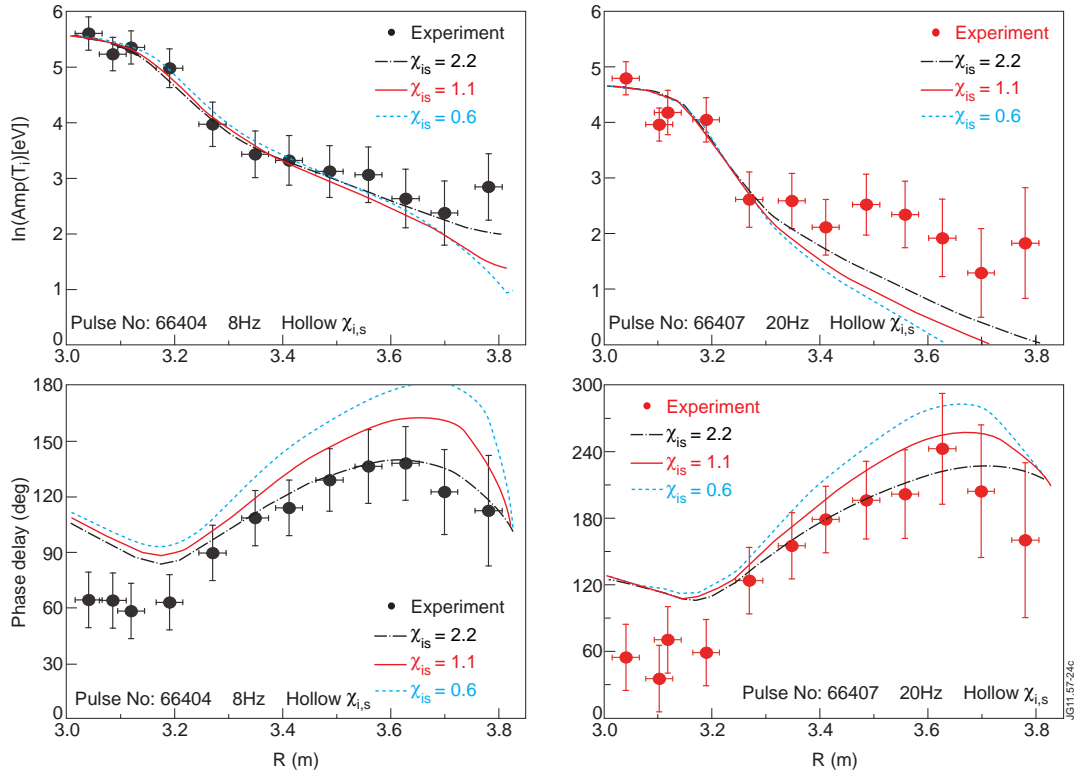 6
5
4
3
2
1
0
ln(Amp(Ti)[eV])
Experiment
χis = 2.2
χis = 1.1
χis = 0.6
Pulse No: 66404 8Hz Hollow χi,s
3.0 3.2 3.4 3.6 3.8
6
5
4
3
2
1
0
Experiment
χis = 2.2
χis = 1.1
χis = 0.6
Pulse No: 66407 20Hz Hollow χi,s
3.0 3.2 3.4 3.6 3.8
180
150
120
90
60
30
0
Phase delay (deg)
Experiment
χis = 2.2
χis = 1.1
χis = 0.6
Pulse No: 66404 8Hz Hollow χi,s
3.0 3.2 3.4 3.6 3.8
R (m)
300
240
180
120
60
0
Experiment
χis = 2.2
χis = 1.1
χis = 0.6
Pulse No: 66407 20Hz Hollow χi,s
3.0 3.2 3.4 3.6 3.8
R (m)
JG11.57-24c